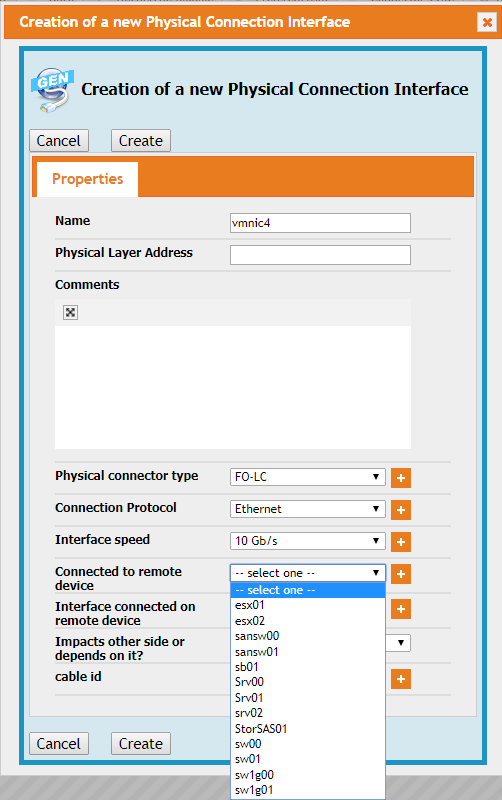 Creation of a new Physical Connection Interface
GEN
Creation of a new Physical Connection Interface
Cancel
Create
Properties
Name
vmnic4
Physical Layer Address
Comments
Physical connector type
FO-LC
Connection Protocol
Ethernet
Interface speed
10 Gb/s
Connected to remote
device
-- select one --
-- select one --
esx01
esx02
sansw00
sansw01
sb01
Srv00
Srv01
srv02
StorSAS01
sw00
sw01
sw1g00
sw1g01
Interface connected on
remote device
Impacts other side or
depends on it?
cable id
Cancel
Create